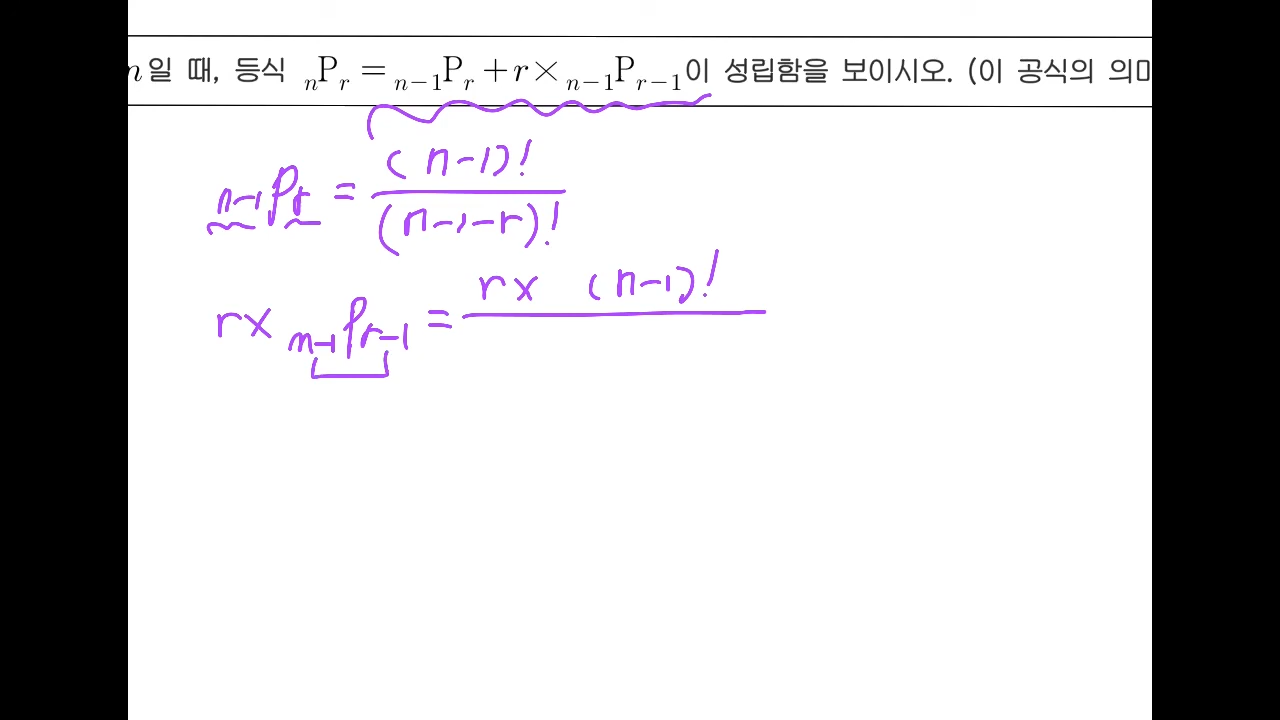 n일 때, 등식 ₙPᵣ = ₙ₋₁Pᵣ + r × ₙ₋₁Pᵣ₋₁이 성립함을 보이시오. (이 공식의 의미
ₙ₋₁Pᵣ = (n-1)! / (n-1-r)!
r× ₙ₋₁Pᵣ₋₁ = r× (n-1)! /